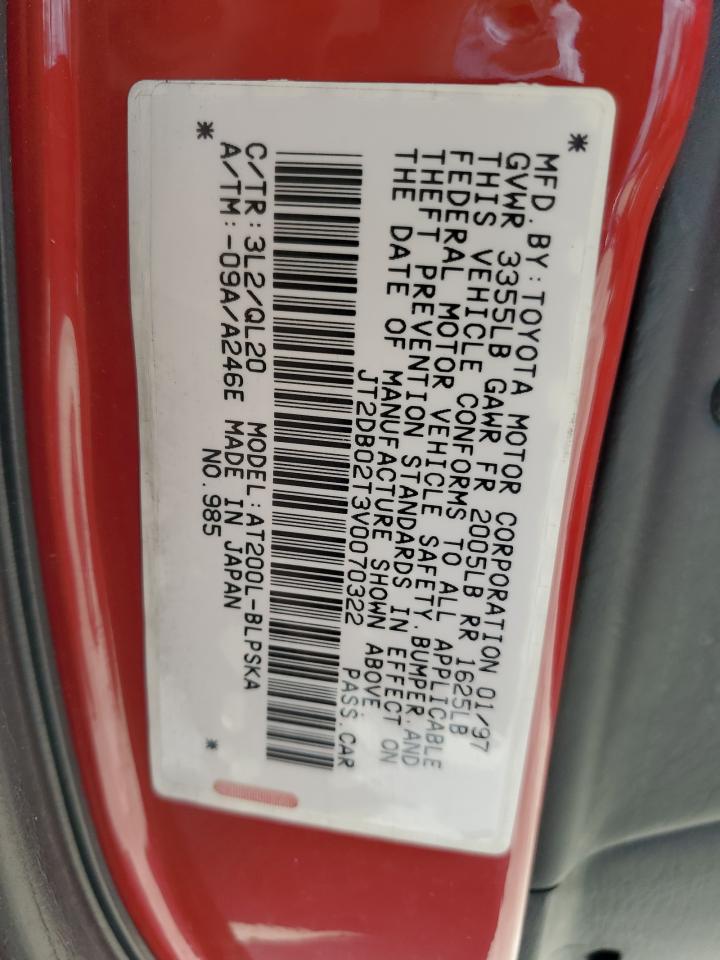 MFD.BY:TOYOTA MOTOR CORPORATION 01/97
GVWR 3355LB GAWR FR 2005LB RR 1625LB
THIS VEHICLE CONFORMS TO ALL APPLICABLE
FEDERAL MOTOR VEHICLE SAFETY.BUMPER.AND
THEFT PREVENTION STANDARDS IN EFFECT ON
THE DATE OF MANUFACTURE SHOWN ABOVE.
JT2DB02T3V0070322 PASS.CAR
C/TR:3L2/QL20 MODEL:AT200L-BLPSKA
A/TM:-09A/A246E MADE IN JAPAN
NO.985